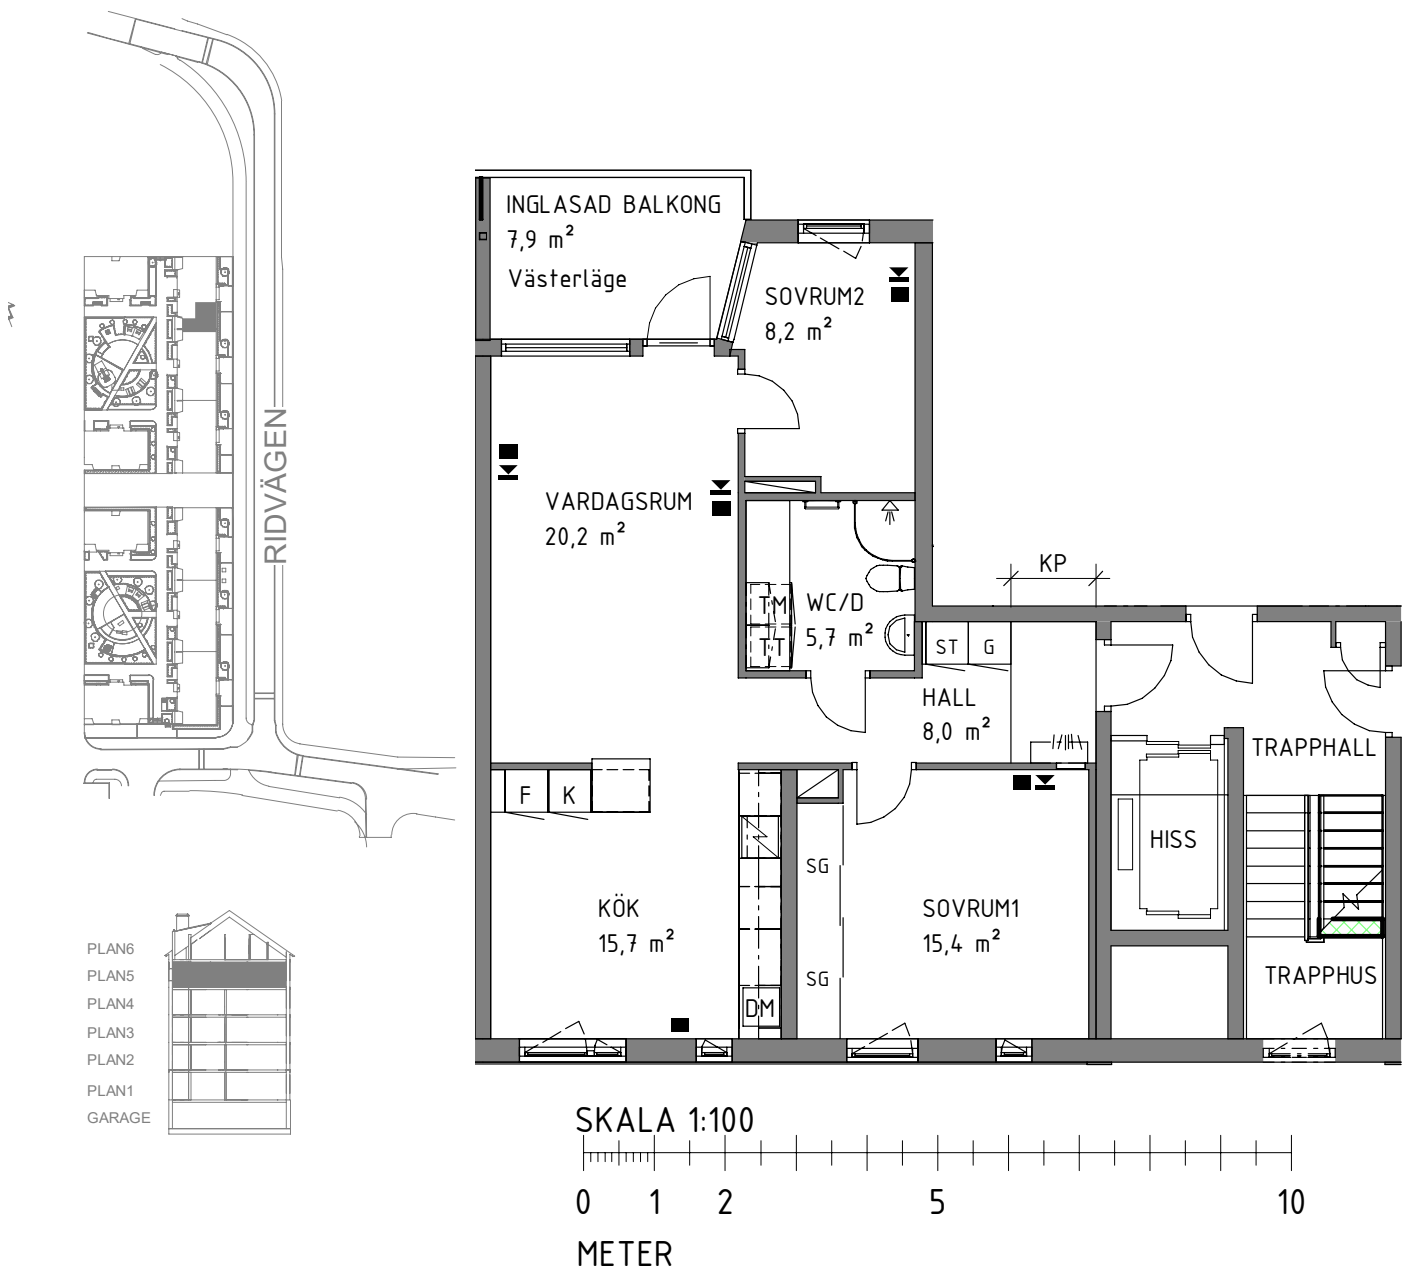 INGLASAD BALKONG
7,9 m²
Västerläge
SOVRUM2
8,2 m²
RIDVÄGEN
VARDAGSRUM
20,2 m²
KP
TM
WC/D
5,7 m²
TT
ST
G
HALL
8,0 m²
TRAPPHALL
F
K
HISS
SG
KÖK
15,7 m²
SOVRUM1
15,4 m²
SG
DM
TRAPPHUS
PLAN6
PLAN5
PLAN4
PLAN3
PLAN2
PLAN1
GARAGE
SKALA 1:100
0 1 2 5 10
METER